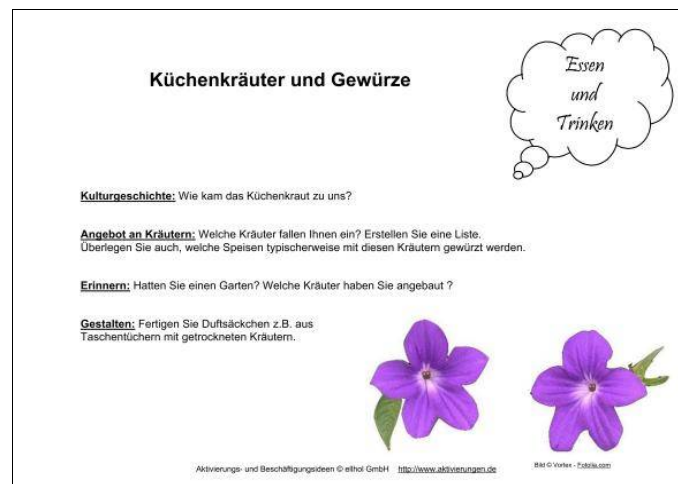 Küchenkräuter und Gewürze
Essen
und
Trinken
Kulturgeschichte: Wie kam das Küchenkraut zu uns?
Angebot an Kräutern: Welche Kräuter fallen Ihnen ein? Erstellen Sie eine Liste.
Überlegen Sie auch, welche Speisen typischerweise mit diesen Kräutern gewürzt werden.
Erinnern: Hatten Sie einen Garten? Welche Kräuter haben Sie angebaut ?
Gestalten: Fertigen Sie Duftsäckchen z.B. aus
Taschentüchern mit getrockneten Kräutern.
Aktivierungs- und Beschäftigungsideen © ellhol GmbH http://www.aktivierungen.de
Bild © Vortex - Fotolia.com